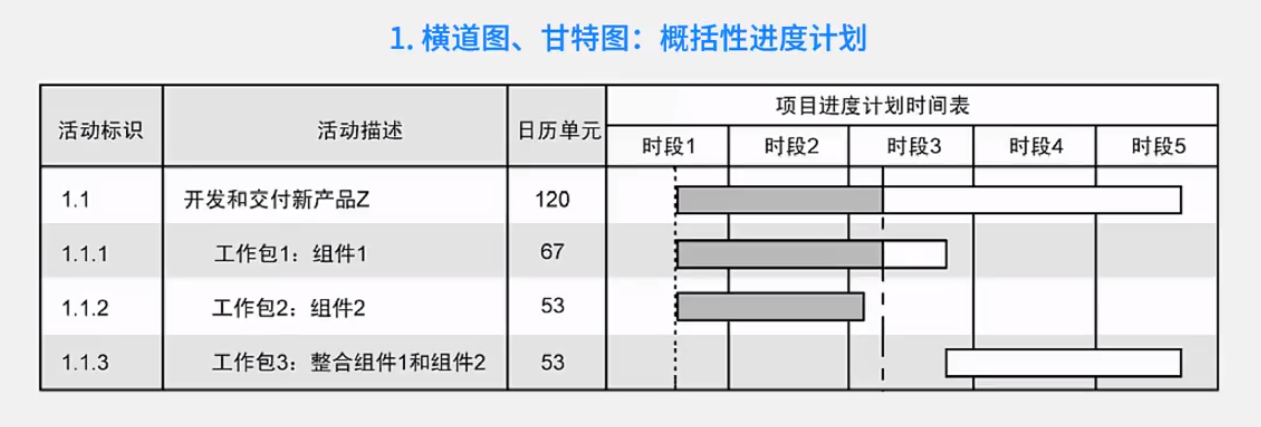 1. 横道图、甘特图：概括性进度计划
活动标识 活动描述 日历单元 项目进度计划时间表
时段1 时段2 时段3 时段4 时段5
1.1 开发和交付新产品Z 120
1.1.1 工作包1：组件1 67
1.1.2 工作包2：组件2 53
1.1.3 工作包3：整合组件1和组件2 53